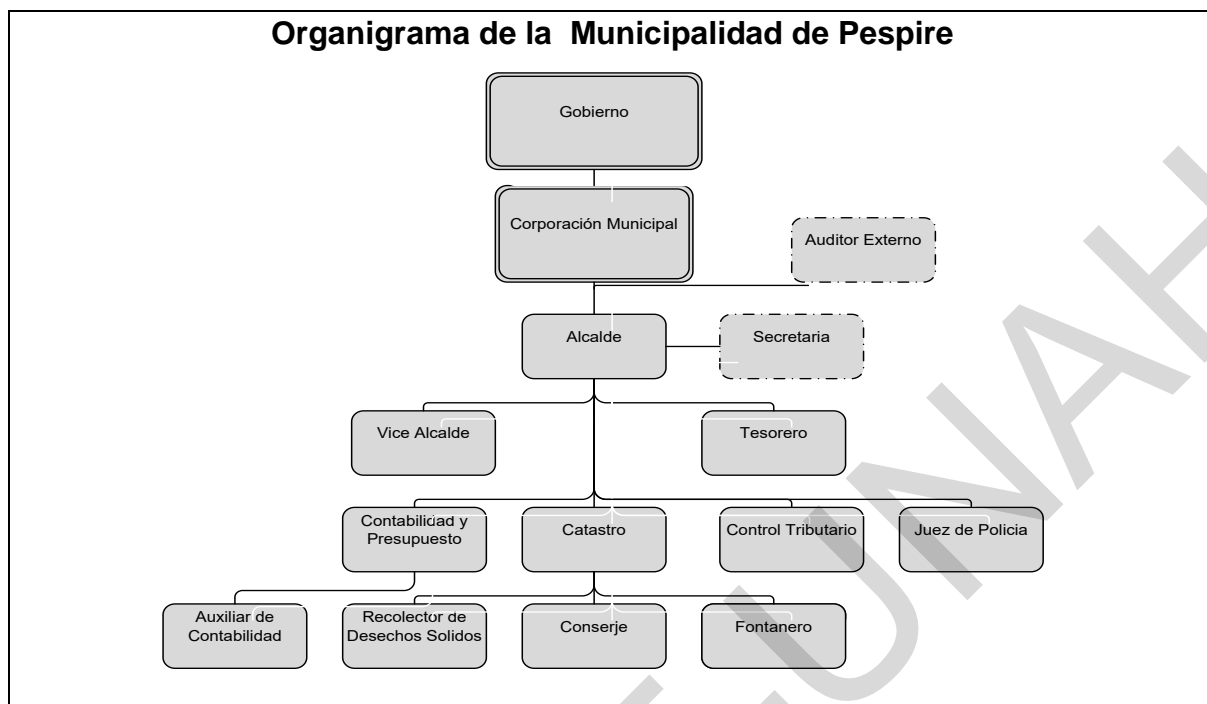 Organigrama de la Municipalidad de Pespire
Gobierno
Corporación Municipal
Auditor Externo
Alcalde
Secretaria
Vice Alcalde
Tesorero
Contabilidad y
Presupuesto
Catastro
Control Tributario
Juez de Policia
Auxiliar de
Contabilidad
Recolector de
Desechos Solidos
Conserje
Fontanero
UNAH